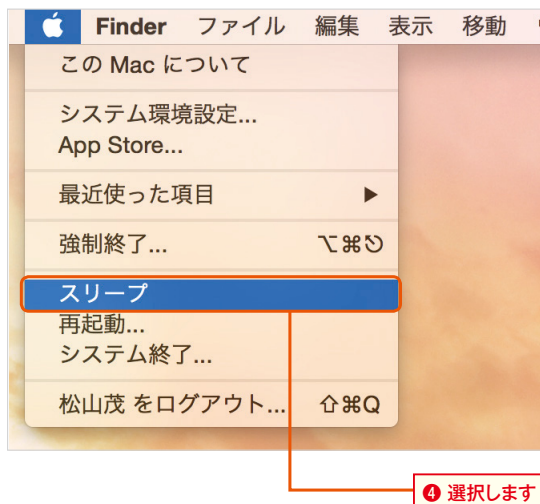 Finder ファイル 編集 表示 移動
この Mac について
システム環境設定...
App Store...
最近使った項目 ▶
強制終了... ⌥⌘⎋
スリープ
再起動...
システム終了...
松山茂 をログアウト... ⇧⌘Q
❹ 選択します